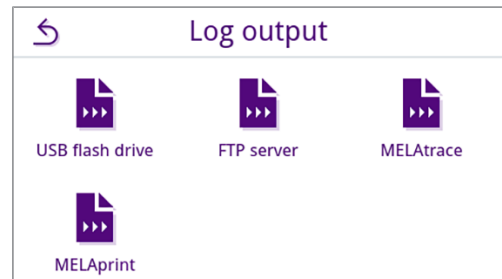 Log output
USB flash drive
FTP server
MELAtrace
MELAprint